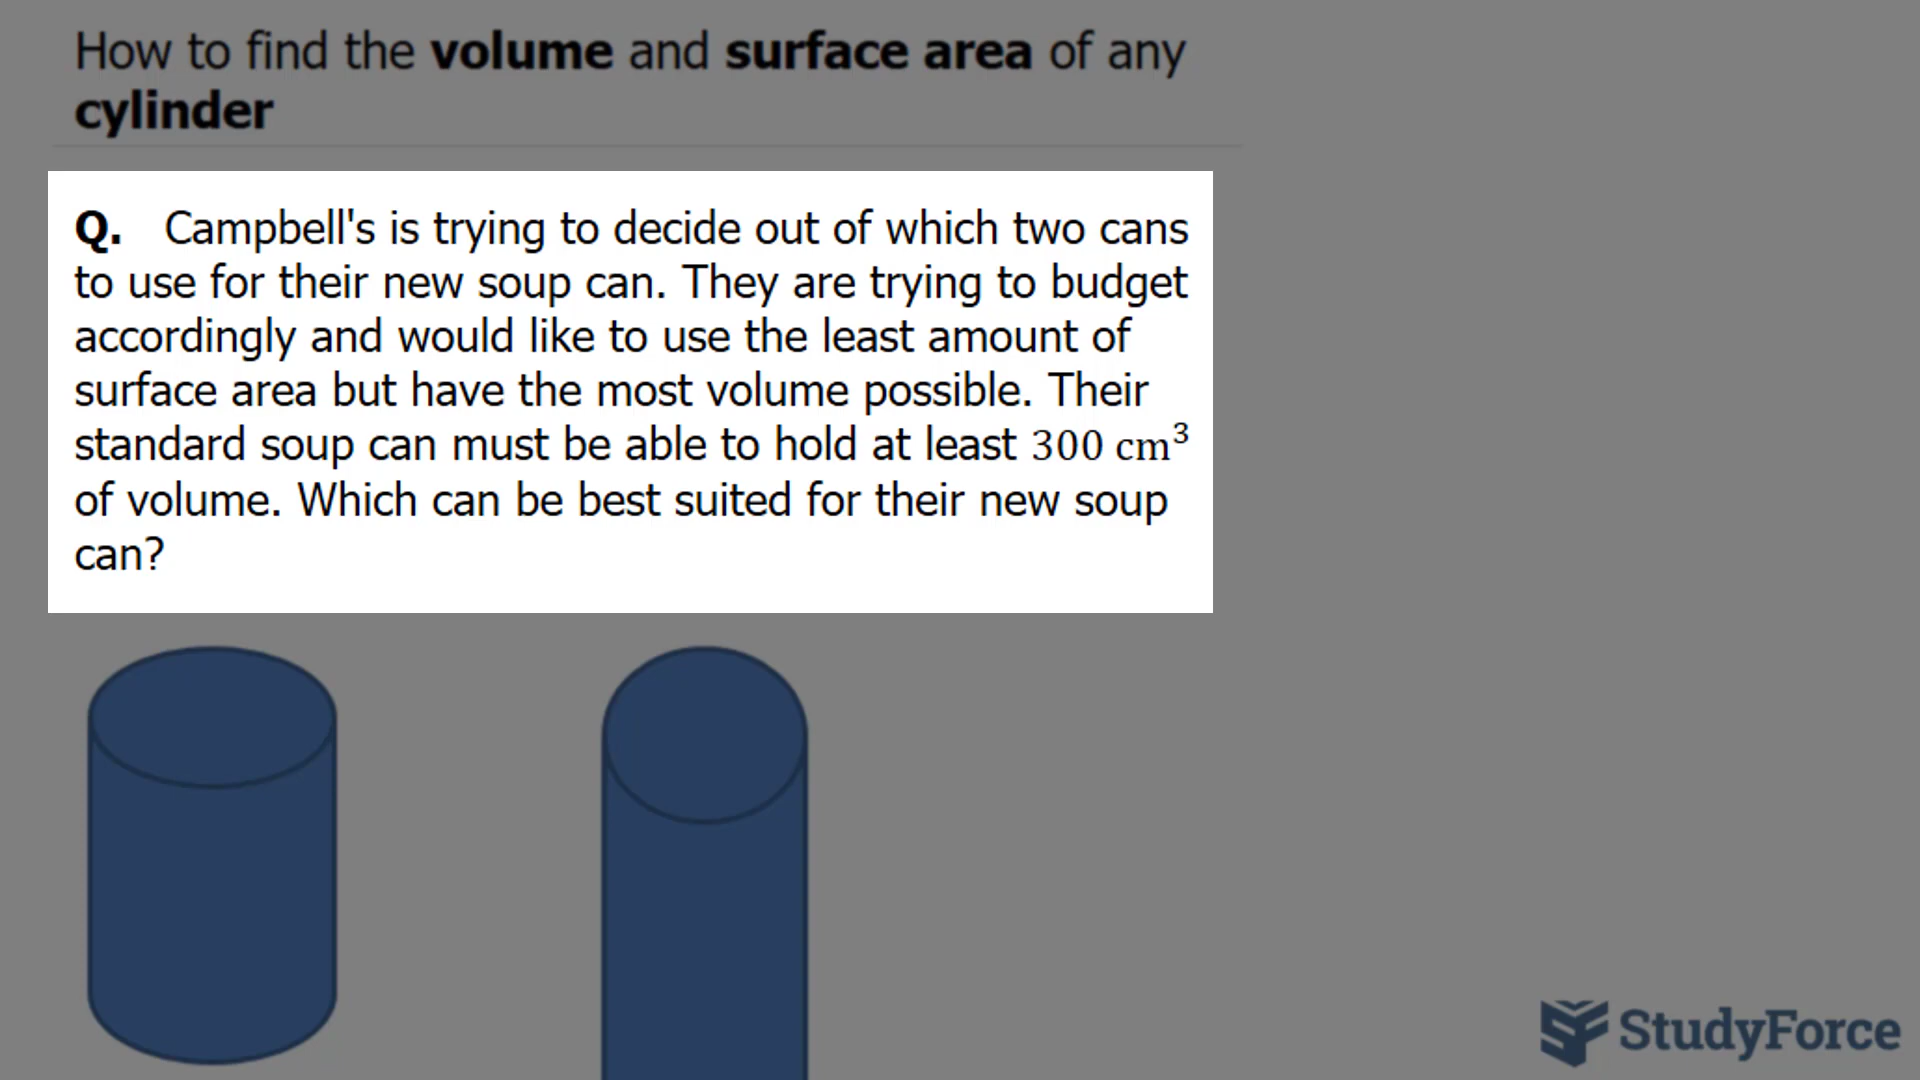 How to find the volume and surface area of any
cylinder
Q. Campbell's is trying to decide out of which two cans
to use for their new soup can. They are trying to budget
accordingly and would like to use the least amount of
surface area but have the most volume possible. Their
standard soup can must be able to hold at least 300 cm³
of volume. Which can be best suited for their new soup
can?
StudyForce